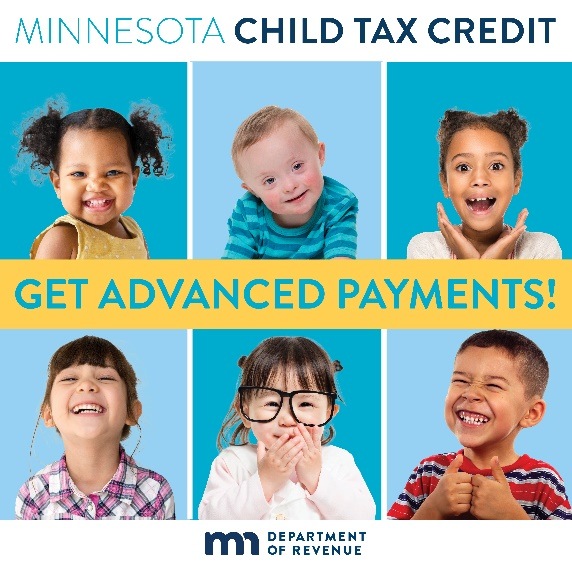 MINNESOTA CHILD TAX CREDIT
GET ADVANCED PAYMENTS!
mn DEPARTMENT
OF REVENUE